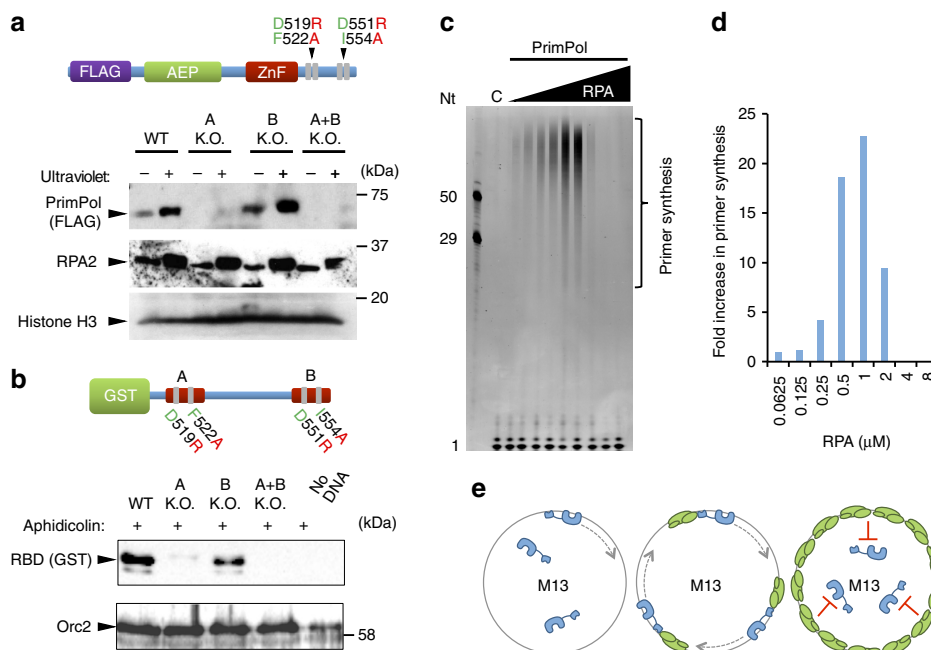 a
D519R D551R
F522A I554A
FLAG AEP ZnF
A B A+B
WT K.O. K.O. K.O.
(kDa)
Ultraviolet: – + – + – + – +
75
PrimPol
(FLAG)
37
RPA2
20
Histone H3
b
A B
GST
D519R F522A D551R I554A
A B A+B No DNA
WT K.O. K.O. K.O.
Aphidicolin: + + + + + (kDa)
RBD (GST)
Orc2
58
c
PrimPol
Nt C RPA
50
29
1
Primer synthesis
d
Fold increase in primer synthesis
25
20
15
10
5
0
0.0625 0.125 0.25 0.5 1 2 4 8
RPA (μM)
e
M13 M13 M13